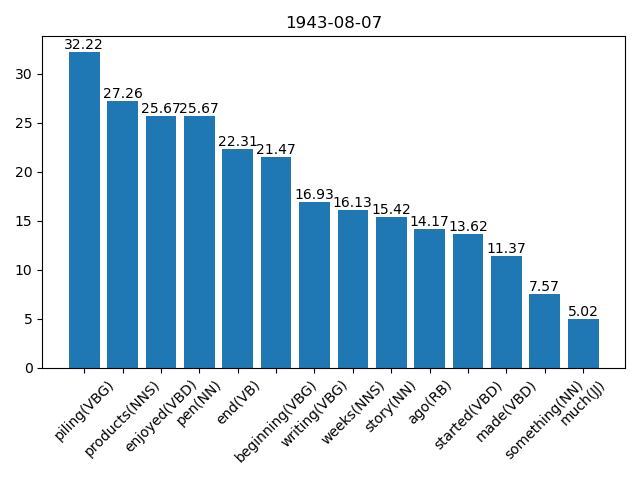 1943-08-07
32.22
27.26
25.67
25.67
22.31
21.47
16.93
16.13
15.42
14.17
13.62
11.37
7.57
5.02
30
25
20
15
10
5
0
piling(VBG)
products(NNS)
enjoyed(VBD)
pen(NN)
end(VB)
beginning(VBG)
writing(VBG)
weeks(NNS)
story(NN)
ago(RB)
started(VBD)
made(VBD)
something(NN)
much(JJ)